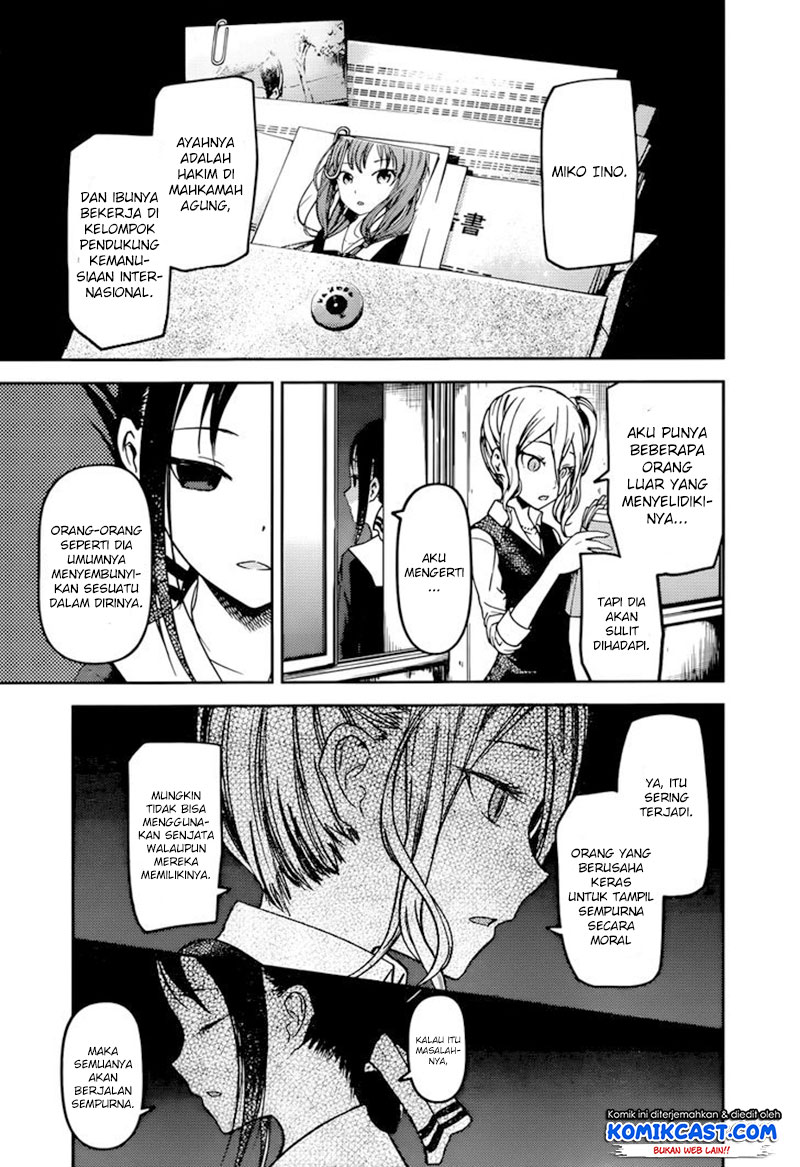 MIKO IINO.
AYAHNYA
ADALAH
HAKIM DI
MAHKAMAH
AGUNG,
DAN IBUNYA
BEKERJA DI
KELOMPOK
PENDUKUNG
KEMANU-
SIAAN INTER-
NASIONAL.
書
AKU PUNYA
BEBERAPA
ORANG
LUAR YANG
MENYELIDIKI-
NYA...
TAPI DIA
AKAN
SULIT
DIHADAPI.
AKU
MENGERTI
...
ORANG-ORANG
SEPERTI DIA
UMUMNYA
MENYEMBUNYI-
KAN SESUATU
DALAM DIRINYA.
YA, ITU
SERING
TERJADI.
ORANG YANG
BERUSAHA
KERAS
UNTUK TAMPIL
SEMPURNA
SECARA
MORAL
MUNGKIN
TIDAK BISA
MENGGUNA-
KAN SENJATA
WALAUPUN
MEREKA
MEMILIKINYA.
KALAU ITU
MASALAH-
NYA,
MAKA
SEMUANYA
AKAN
BERJALAN
SEMPURNA.
Komik ini diterjemahkan & diedit oleh
KOMIKCAST.COM
BUKAN WEB LAIN!!